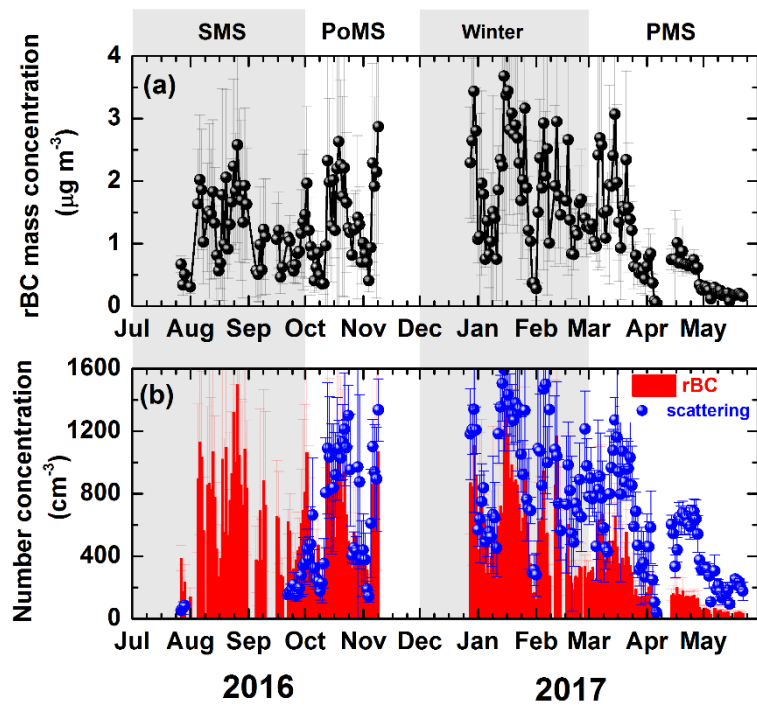 SMS PoMS Winter PMS
(a)
rBC mass concentration
(μg m-3)
4
3
2
1
0
Jul Aug Sep Oct Nov Dec Jan Feb Mar Apr May
(b)
rBC
scattering
Number concentration
(cm-3)
1600
1200
800
400
0
Jul Aug Sep Oct Nov Dec Jan Feb Mar Apr May
2016 2017